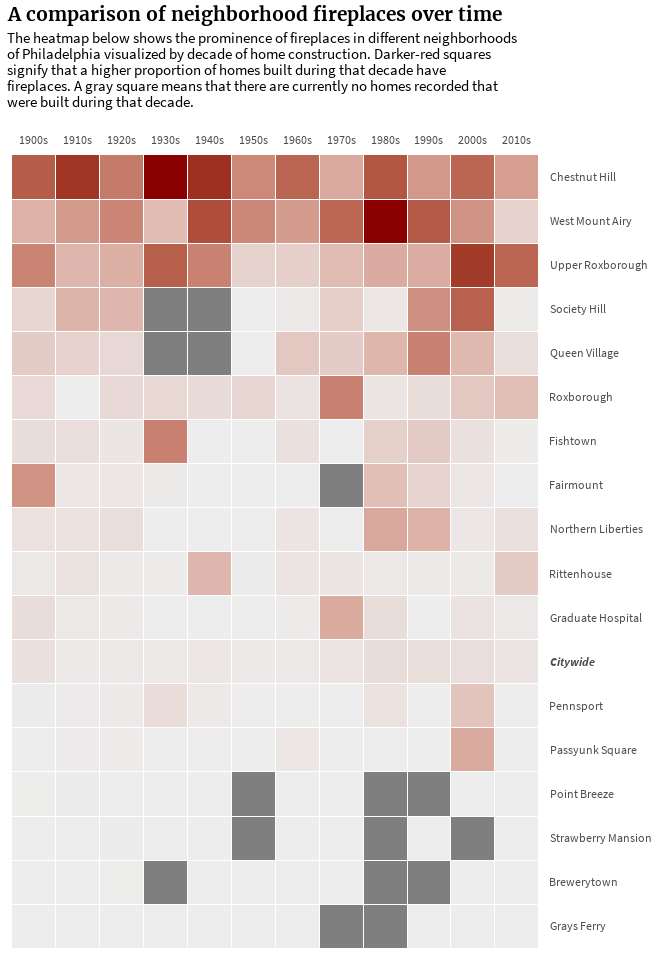 A comparison of neighborhood fireplaces over time
The heatmap below shows the prominence of fireplaces in different neighborhoods
of Philadelphia visualized by decade of home construction. Darker-red squares
signify that a higher proportion of homes built during that decade have
fireplaces. A gray square means that there are currently no homes recorded that
were built during that decade.
1900s 1910s 1920s 1930s 1940s 1950s 1960s 1970s 1980s 1990s 2000s 2010s
Chestnut Hill
West Mount Airy
Upper Roxborough
Society Hill
Queen Village
Roxborough
Fishtown
Fairmount
Northern Liberties
Rittenhouse
Graduate Hospital
Citywide
Pennsport
Passyunk Square
Point Breeze
Strawberry Mansion
Brewerytown
Grays Ferry